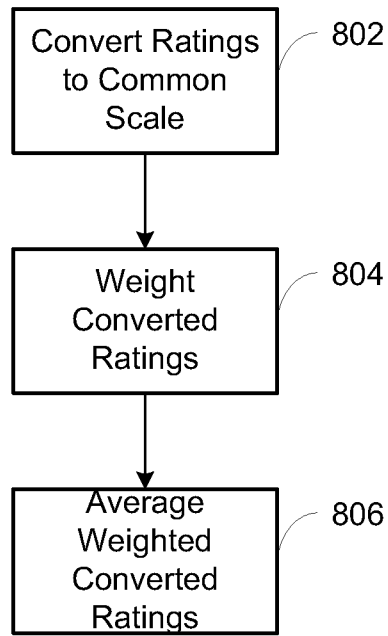 Convert Ratings
to Common
Scale
802
Weight
Converted
Ratings
804
Average
Weighted
Converted
Ratings
806